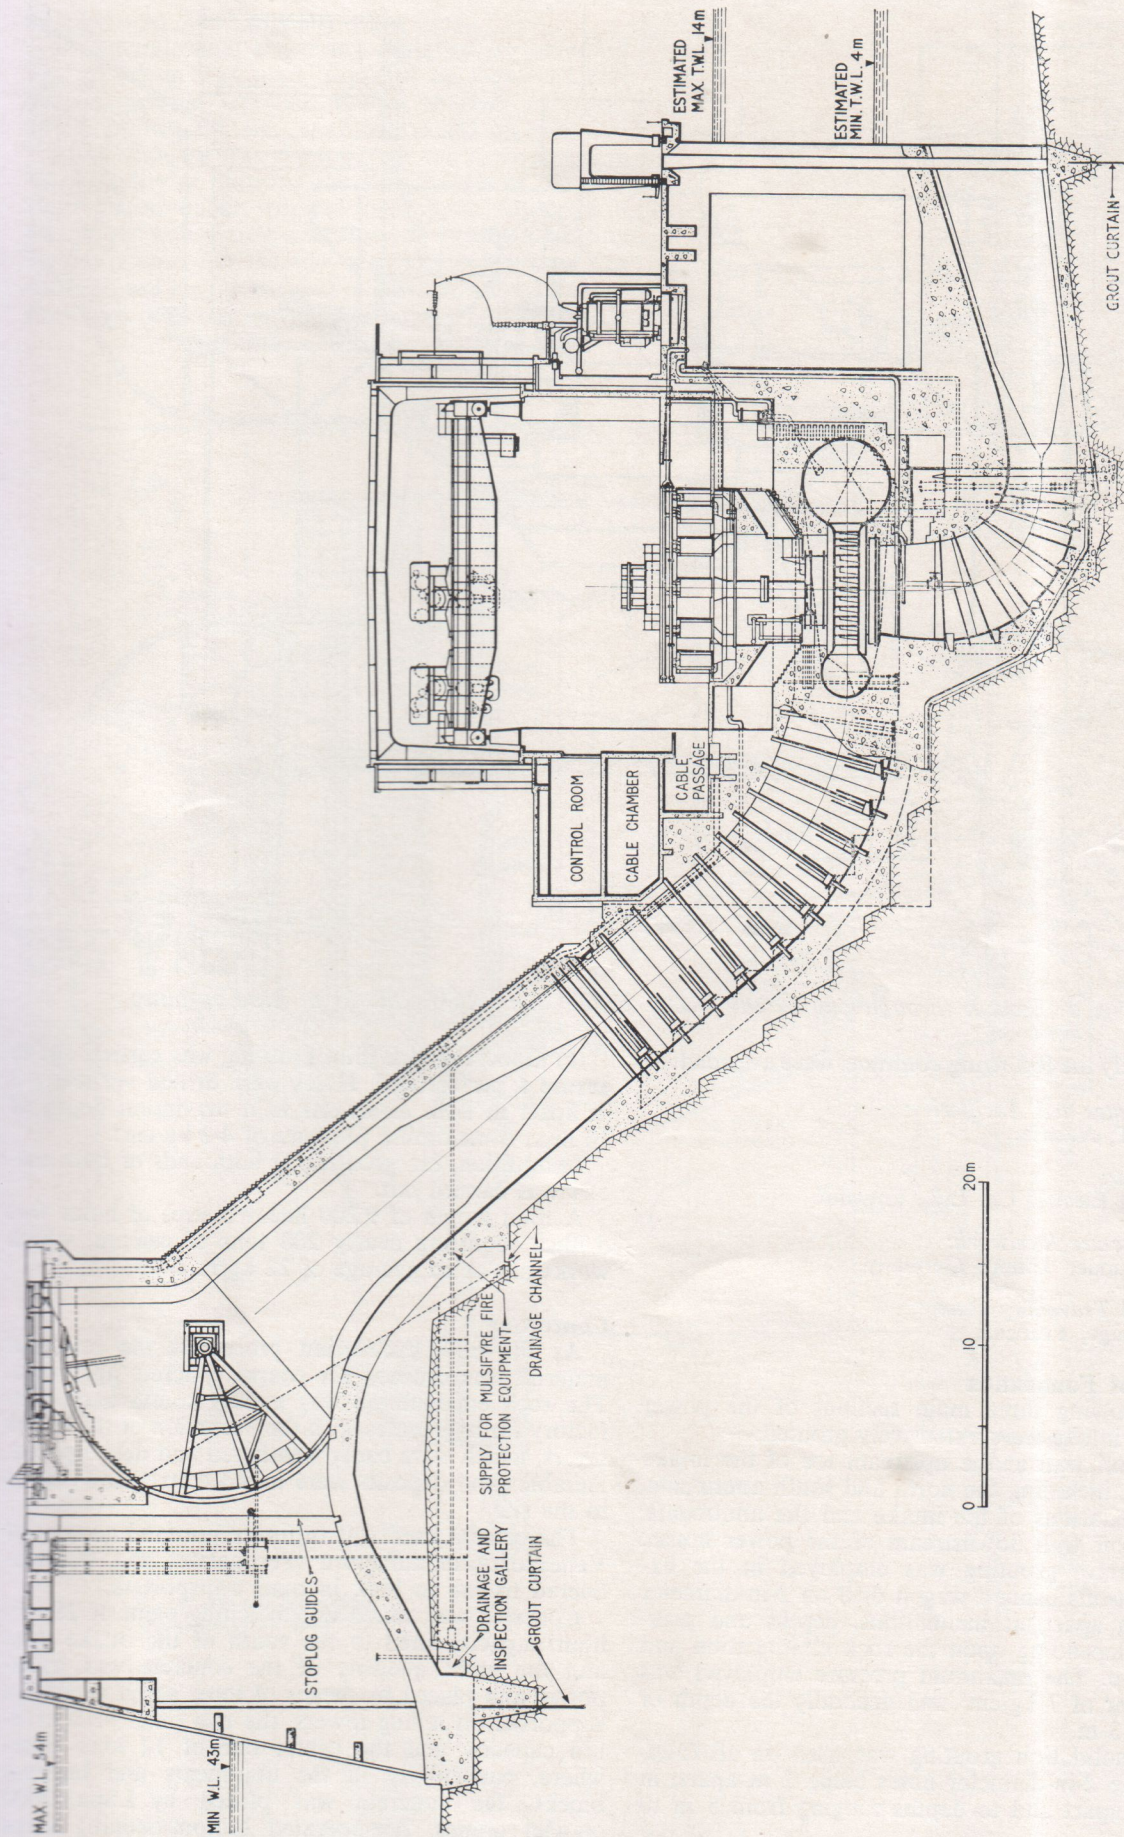 MAX W.L. 54m
MIN W.L. 43m
STOPLOG GUIDES
DRAINAGE AND
INSPECTION GALLERY
GROUT CURTAIN
SUPPLY FOR MULSIFYRE FIRE
PROTECTION EQUIPMENT
DRAINAGE CHANNEL
CONTROL ROOM
CABLE CHAMBER
CABLE
PASSAGE
ESTIMATED
MAX T.W.L. 14m
ESTIMATED
MIN. T.W.L. 4m
GROUT CURTAIN
0 10 20m